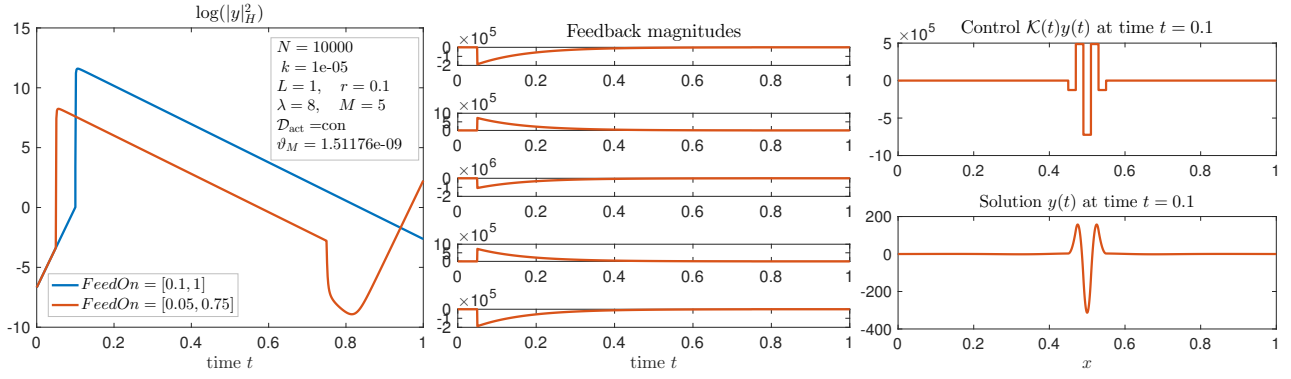 log(|y|²_H)
15
10
5
0
-5
-10
0 0.2 0.4 0.6 0.8 1
time t
N = 10000
k = 1e-05
L = 1, r = 0.1
λ = 8, M = 5
𝒟_act =con
ϑ_M = 1.51176e-09
FeedOn = [0.1, 1]
FeedOn = [0.05, 0.75]
Feedback magnitudes
×10⁵
0
-1
-2
0 0.2 0.4 0.6 0.8 1
×10⁵
10
5
0
0 0.2 0.4 0.6 0.8 1
×10⁶
0
-1
-2
0 0.2 0.4 0.6 0.8 1
×10⁵
10
5
0
0 0.2 0.4 0.6 0.8 1
×10⁵
0
-1
-2
0 0.2 0.4 0.6 0.8 1
time t
Control 𝒦(t)y(t) at time t = 0.1
×10⁵
5
0
-5
-10
0 0.2 0.4 0.6 0.8 1
Solution y(t) at time t = 0.1
200
0
-200
-400
0 0.2 0.4 0.6 0.8 1
x